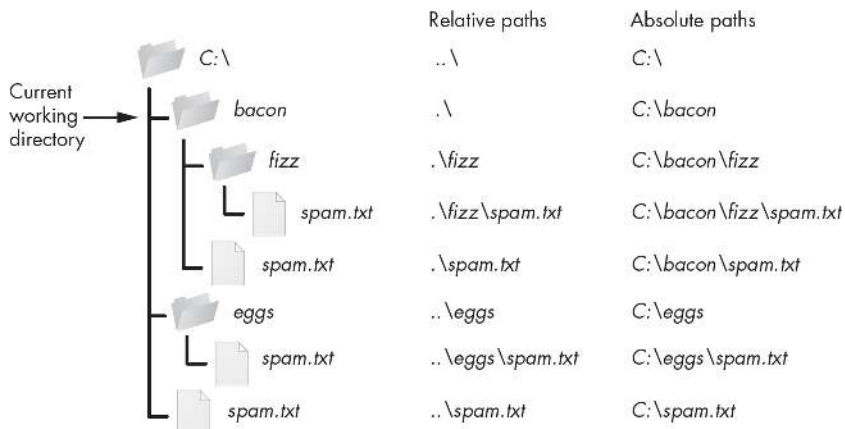 Relative paths Absolute paths
C:\ ..\ C:\
Current
working
directory
bacon .\ C:\bacon
fizz .\fizz C:\bacon\fizz
spam.txt .\fizz\spam.txt C:\bacon\fizz\spam.txt
spam.txt .\spam.txt C:\bacon\spam.txt
eggs ..\eggs C:\eggs
spam.txt ..\eggs\spam.txt C:\eggs\spam.txt
spam.txt ..\spam.txt C:\spam.txt